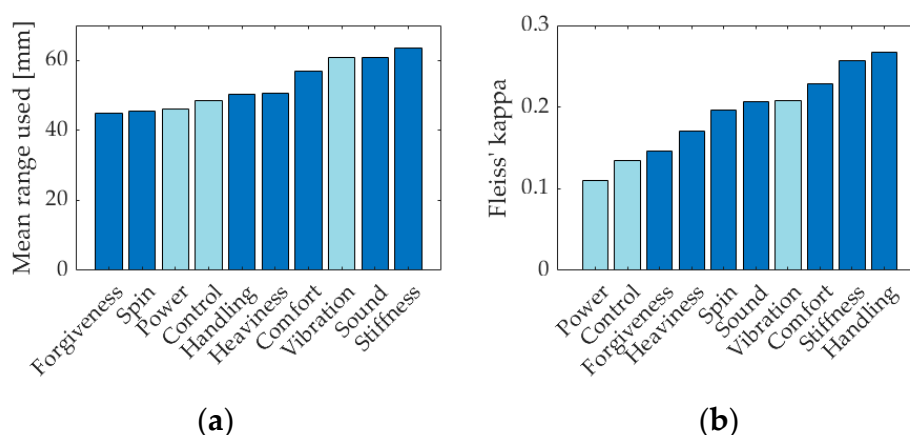 Mean range used [mm]
60
40
20
0
Forgiveness
Spin
Power
Control
Handling
Heaviness
Comfort
Vibration
Sound
Stiffness
(a)
Fleiss' kappa
0.3
0.2
0.1
0
Power
Control
Forgiveness
Heaviness
Spin
Sound
Vibration
Comfort
Stiffness
Handling
(b)